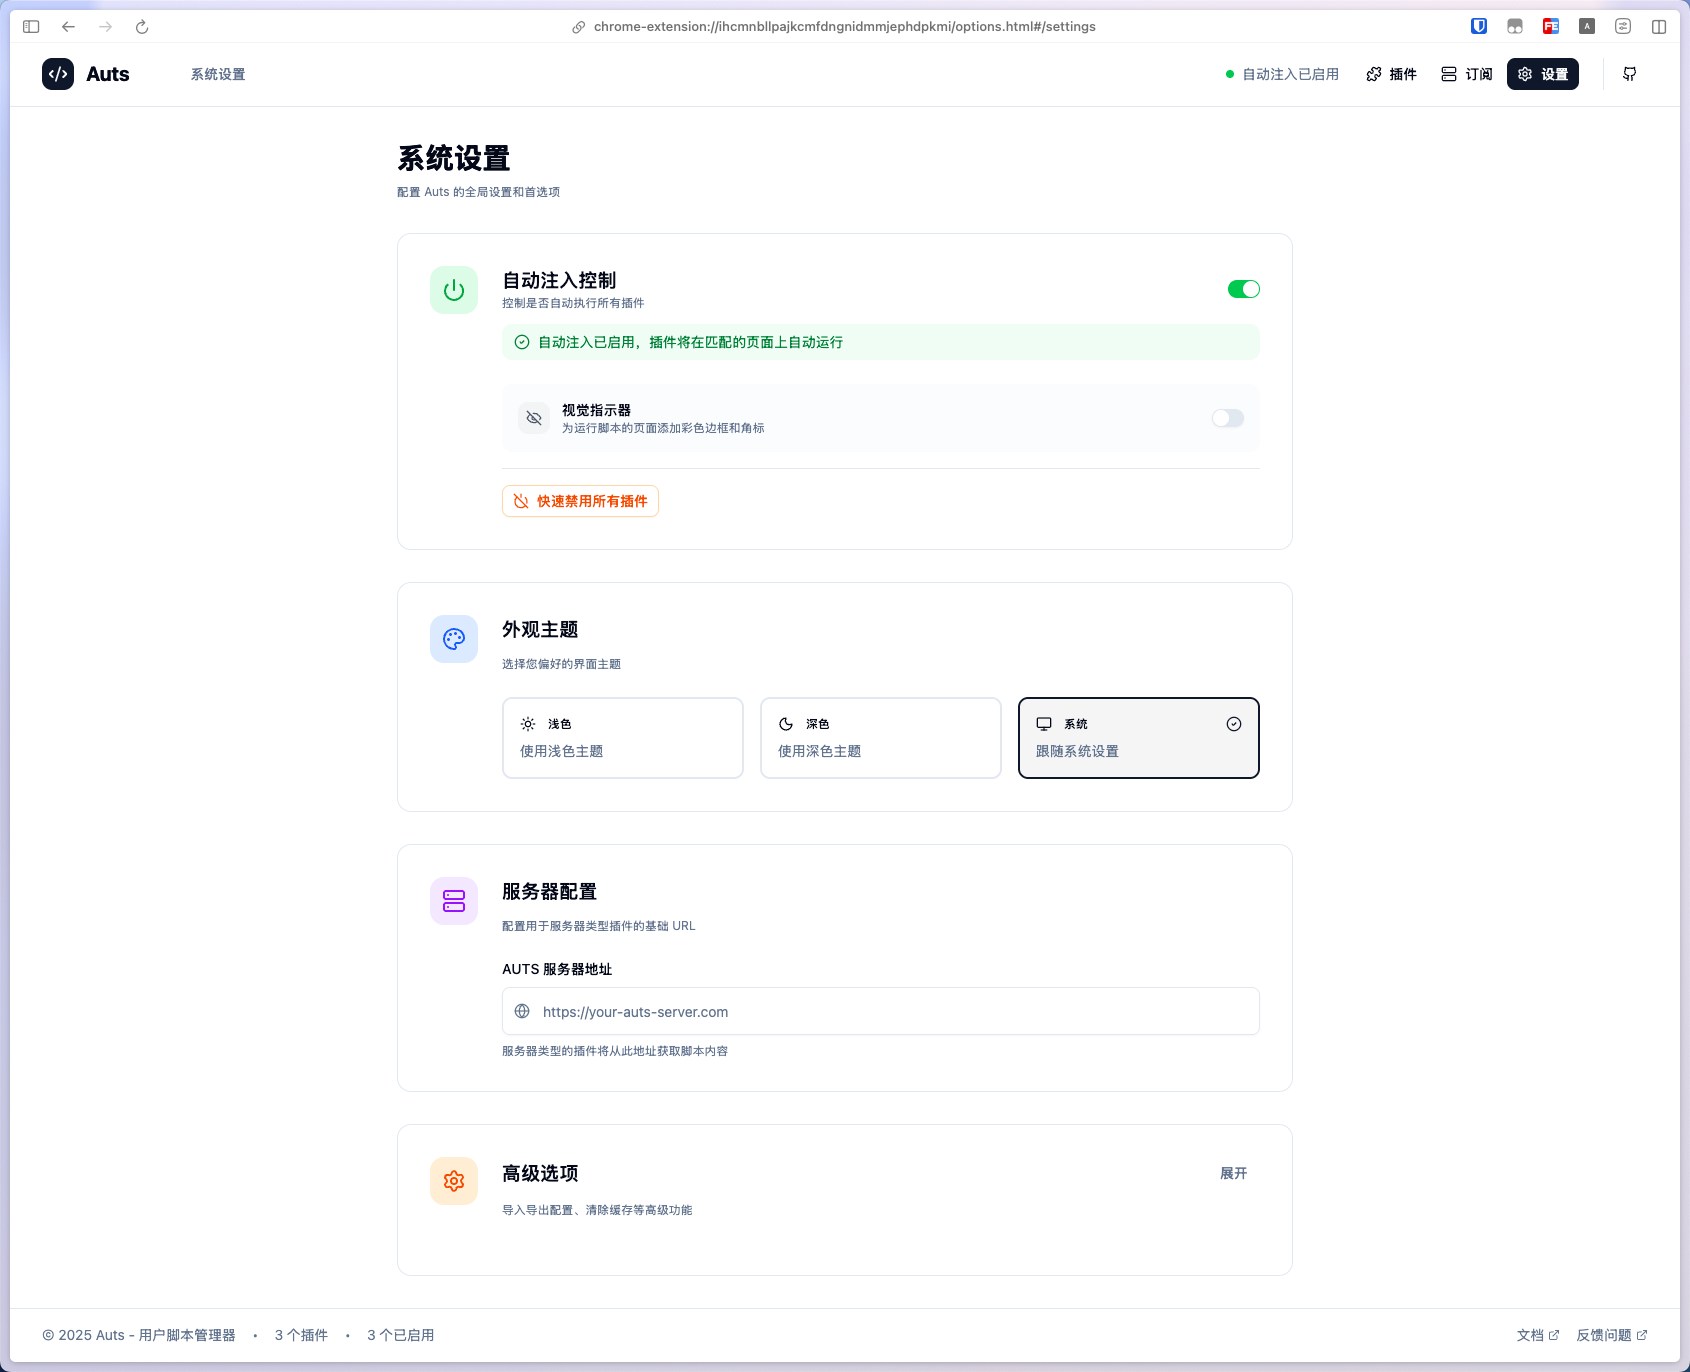 chrome-extension://ihcmnbllpajkcmfdngnidmmjephdpkmi/options.html#/settings
Auts
系统设置
自动注入已启用
插件
订阅
设置
系统设置
配置 Auts 的全局设置和首选项
自动注入控制
控制是否自动执行所有插件
自动注入已启用，插件将在匹配的页面上自动运行
视觉指示器
为运行脚本的页面添加彩色边框和角标
快速禁用所有插件
外观主题
选择您偏好的界面主题
浅色
使用浅色主题
深色
使用深色主题
系统
跟随系统设置
服务器配置
配置用于服务器类型插件的基础 URL
AUTS 服务器地址
https://your-auts-server.com
服务器类型的插件将从此地址获取脚本内容
高级选项
展开
导入导出配置、清除缓存等高级功能
© 2025 Auts - 用户脚本管理器 • 3 个插件 • 3 个已启用
文档
反馈问题